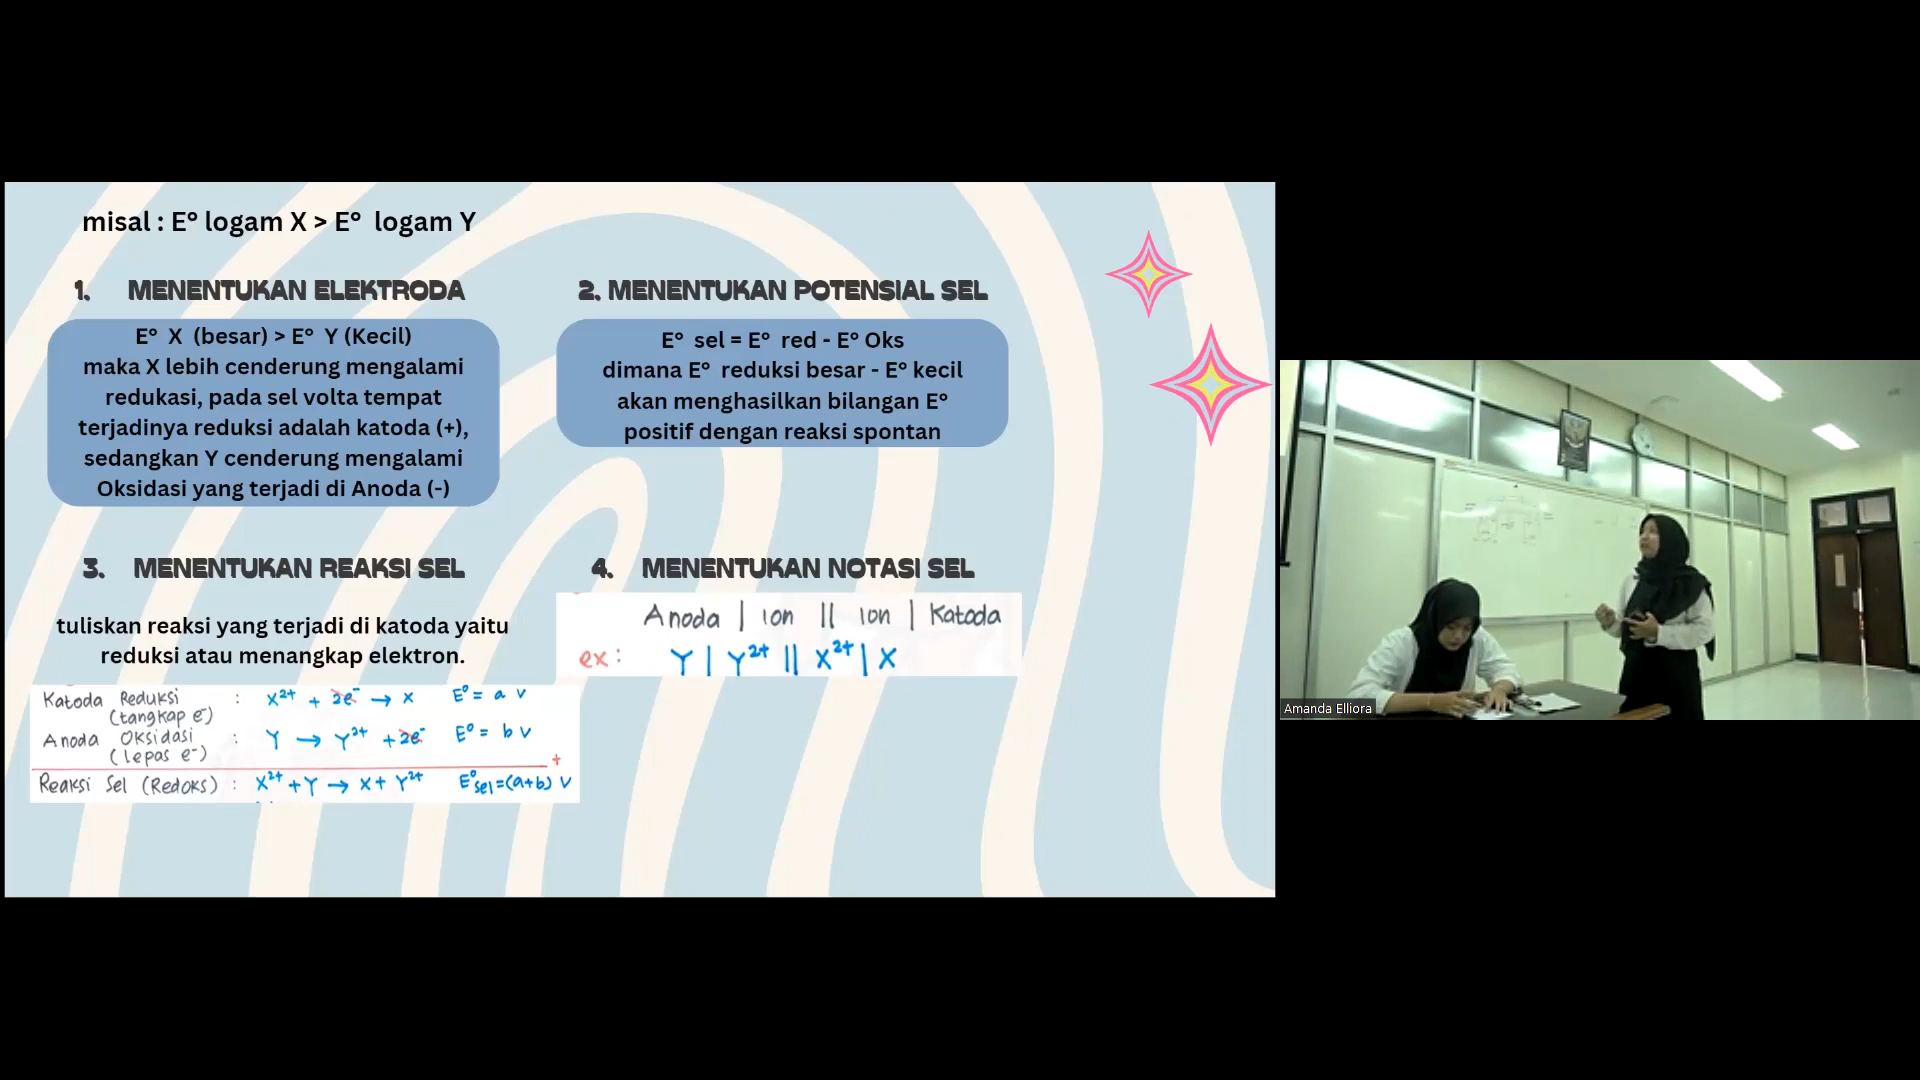 misal : E° logam X > E° logam Y
1. MENENTUKAN ELEKTRODA
E° X (besar) > E° Y (Kecil)
maka X lebih cenderung mengalami
redukasi, pada sel volta tempat
terjadinya reduksi adalah katoda (+),
sedangkan Y cenderung mengalami
Oksidasi yang terjadi di Anoda (-)
2. MENENTUKAN POTENSIAL SEL
E° sel = E° red - E° Oks
dimana E° reduksi besar - E° kecil
akan menghasilkan bilangan E°
positif dengan reaksi spontan
3. MENENTUKAN REAKSI SEL
tuliskan reaksi yang terjadi di katoda yaitu
reduksi atau menangkap elektron.
Katoda Reduksi : X²⁺ + 2e⁻ → X E° = a v
(tangkap e⁻)
Anoda Oksidasi : Y → Y²⁺ + 2e⁻ E° = b v
(lepas e⁻)
+
Reaksi Sel (Redoks) : X²⁺ + Y → X + Y²⁺ E°sel = (a+b) v
4. MENENTUKAN NOTASI SEL
Anoda | ion || ion | Katoda
ex : Y | Y²⁺ || X²⁺ | X
Amanda Elliora